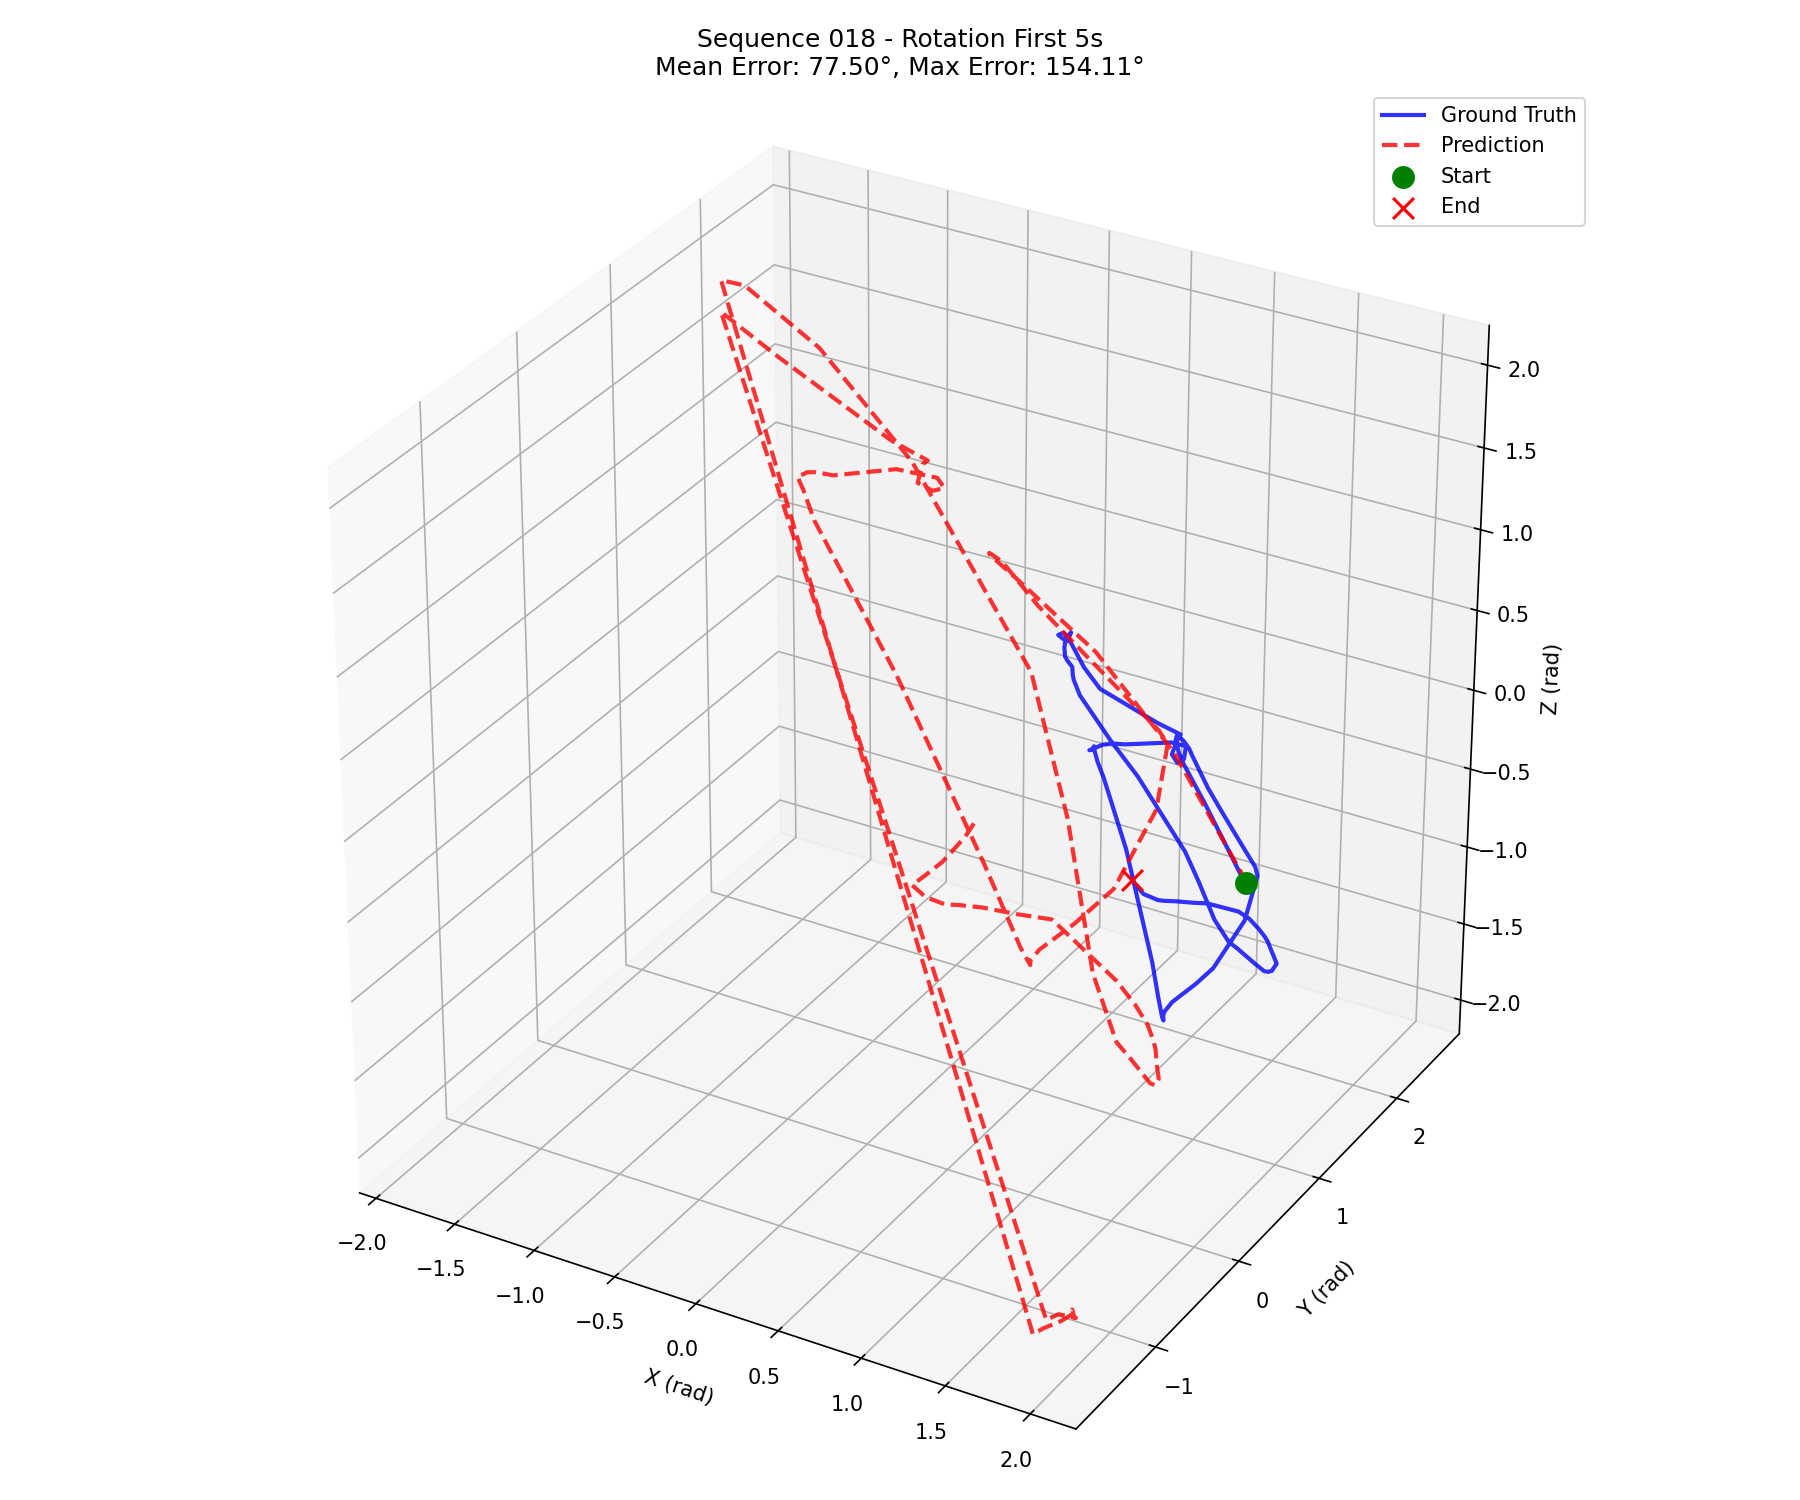 Sequence 018 - Rotation First 5s
Mean Error: 77.50°, Max Error: 154.11°
Ground Truth
Prediction
Start
End
2.0
1.5
1.0
0.5
0.0
−0.5
−1.0
−1.5
−2.0
Z (rad)
2
1
0
−1
Y (rad)
−2.0
−1.5
−1.0
−0.5
0.0
0.5
1.0
1.5
2.0
X (rad)